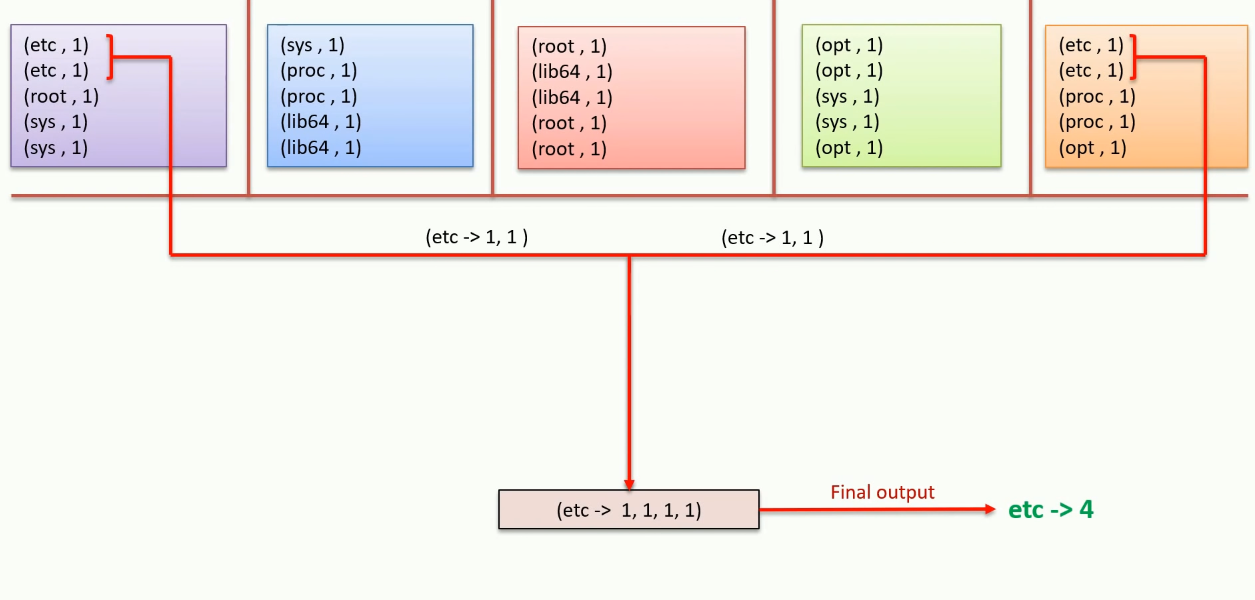 (etc , 1)
(etc , 1)
(root , 1)
(sys , 1)
(sys , 1)
(sys , 1)
(proc , 1)
(proc , 1)
(lib64 , 1)
(lib64 , 1)
(root , 1)
(lib64 , 1)
(lib64 , 1)
(root , 1)
(root , 1)
(opt , 1)
(opt , 1)
(sys , 1)
(sys , 1)
(opt , 1)
(etc , 1)
(etc , 1)
(proc , 1)
(proc , 1)
(opt , 1)
(etc -> 1, 1 )
(etc -> 1, 1 )
(etc -> 1, 1, 1, 1)
Final output
etc -> 4